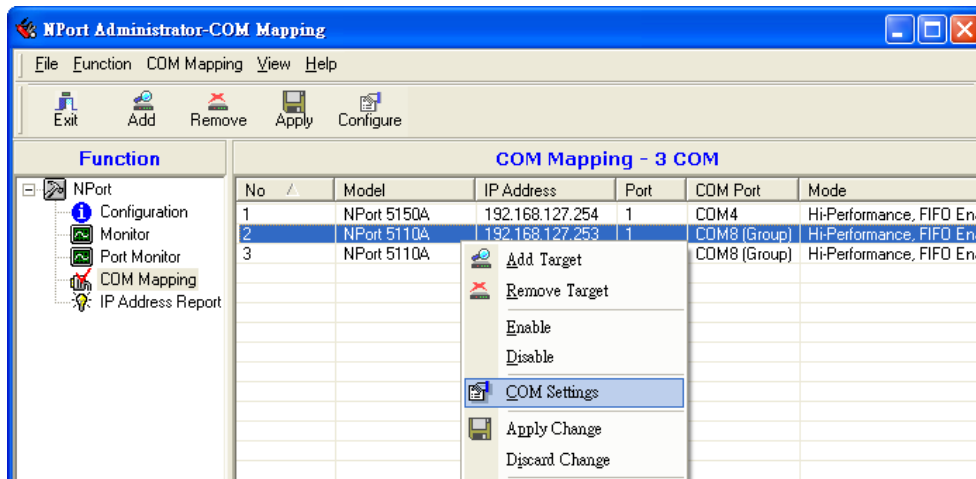 NPort Administrator-COM Mapping
File Function COM Mapping View Help
Exit Add Remove Apply Configure
Function
COM Mapping - 3 COM
NPort
Configuration
Monitor
Port Monitor
COM Mapping
IP Address Report
No Model IP Address Port COM Port Mode
1 NPort 5150A 192.168.127.254 1 COM4 Hi-Performance, FIFO En
2 NPort 5110A 192.168.127.253 1 COM8 (Group) Hi-Performance, FIFO En
3 NPort 5110A COM8 (Group) Hi-Performance, FIFO En
Add Target
Remove Target
Enable
Disable
COM Settings
Apply Change
Discard Change